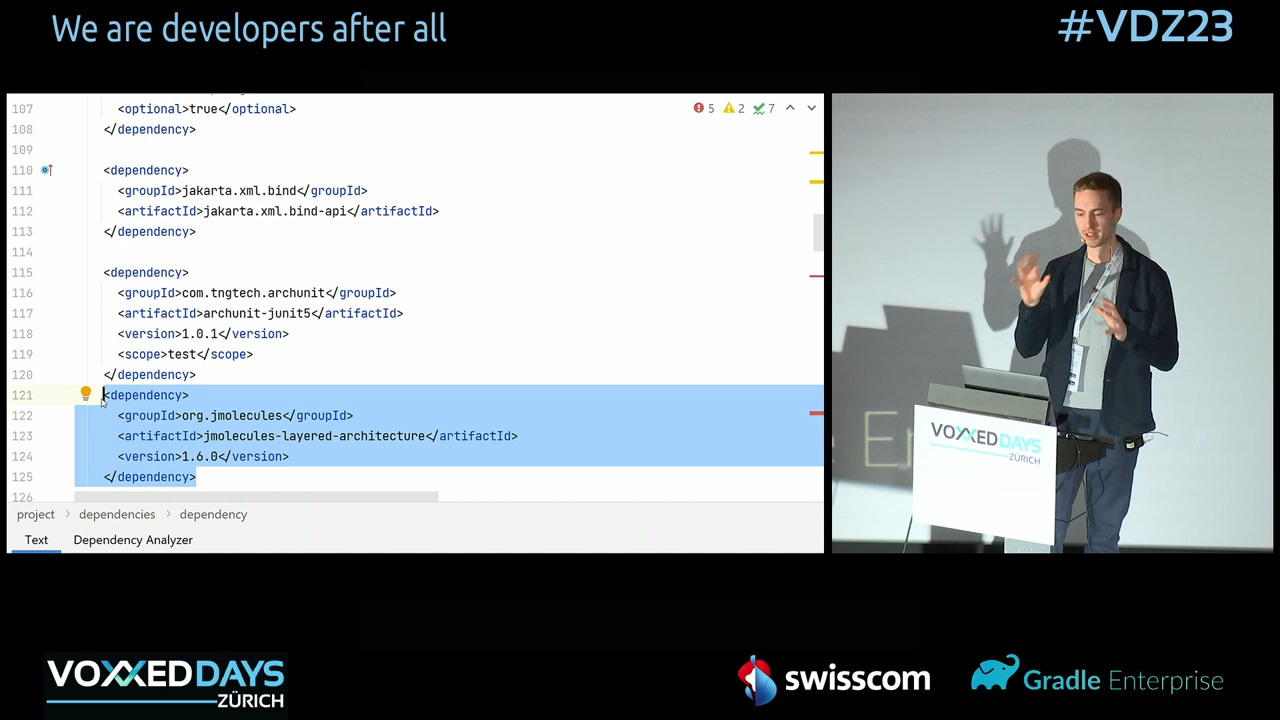 We are developers after all
#VDZ23
107 <optional>true</optional>
5 2 7
108 </dependency>
109
110 <dependency>
111 <groupId>jakarta.xml.bind</groupId>
112 <artifactId>jakarta.xml.bind-api</artifactId>
113 </dependency>
114
115 <dependency>
116 <groupId>com.tngtech.archunit</groupId>
117 <artifactId>archunit-junit5</artifactId>
118 <version>1.0.1</version>
119 <scope>test</scope>
120 </dependency>
121 <dependency>
122 <groupId>org.jmolecules</groupId>
123 <artifactId>jmolecules-layered-architecture</artifactId>
124 <version>1.6.0</version>
125 </dependency>
126
project > dependencies > dependency
Text Dependency Analyzer
VOXXED DAYS
ZÜRICH
VOXXED DAYS
ZÜRICH
swisscom
Gradle Enterprise